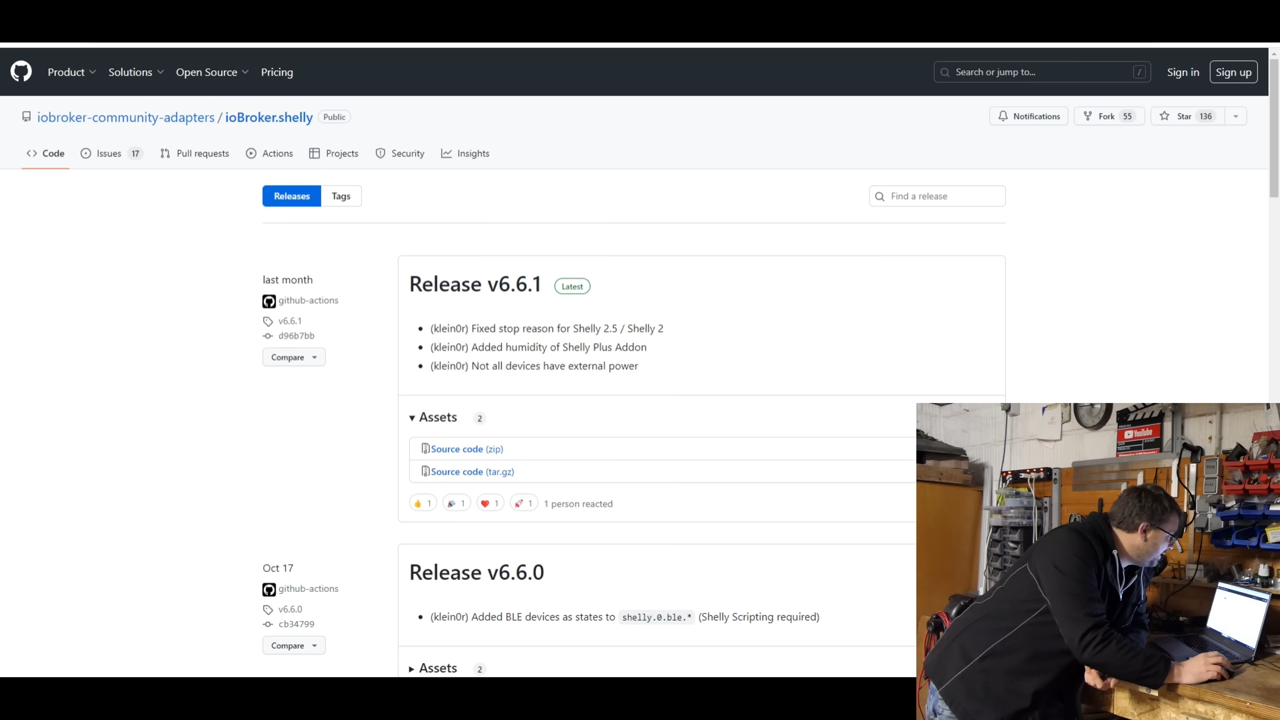 Product Solutions Open Source Pricing Search or jump to... / Sign in Sign up
iobroker-community-adapters / ioBroker.shelly Public Notifications Fork 55 Star 136
Code Issues 17 Pull requests Actions Projects Security Insights
Releases Tags Find a release
last month
github-actions
v6.6.1
d96b7bb
Compare
Release v6.6.1 Latest
(klein0r) Fixed stop reason for Shelly 2.5 / Shelly 2
(klein0r) Added humidity of Shelly Plus Addon
(klein0r) Not all devices have external power
Assets 2
Source code (zip)
Source code (tar.gz)
1 1 1 1 1 person reacted
Oct 17
github-actions
v6.6.0
cb34799
Compare
Release v6.6.0
(klein0r) Added BLE devices as states to shelly.0.ble.* (Shelly Scripting required)
Assets 2
YouTube